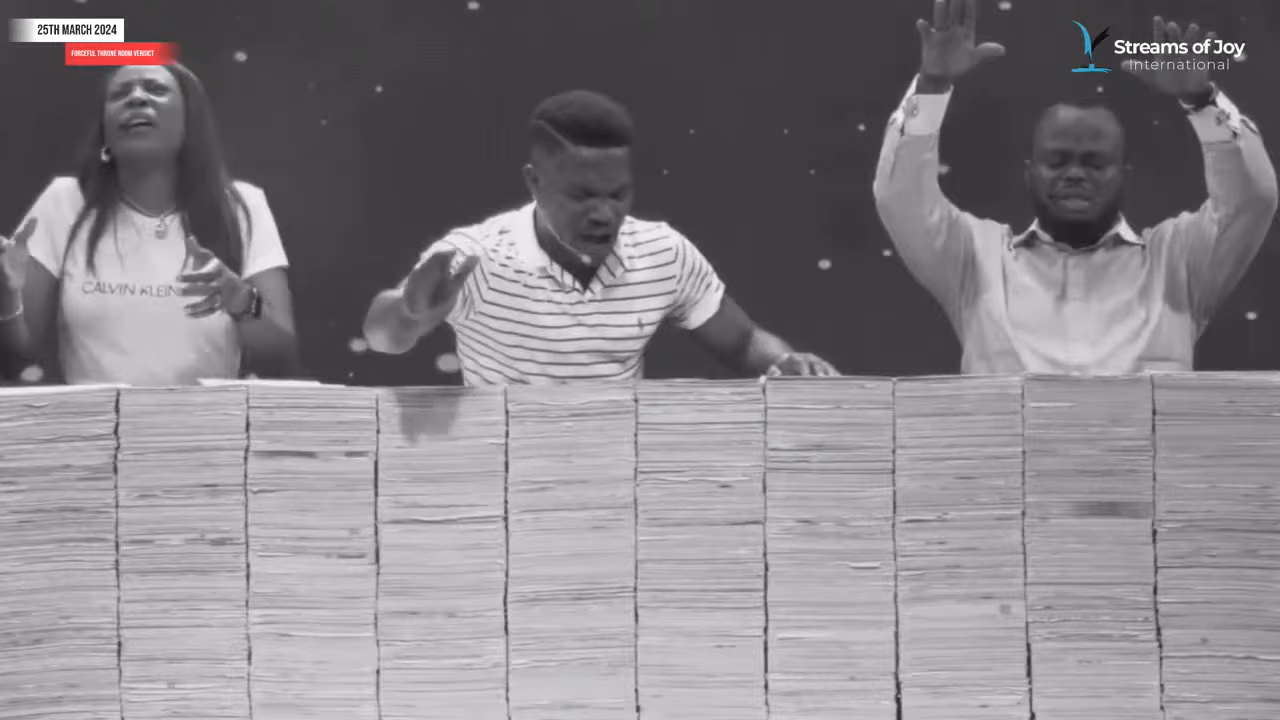 25TH MARCH 2024
FORCEFUL THRONE ROOM VERDICT
Streams of Joy
International
CALVIN KLEIN